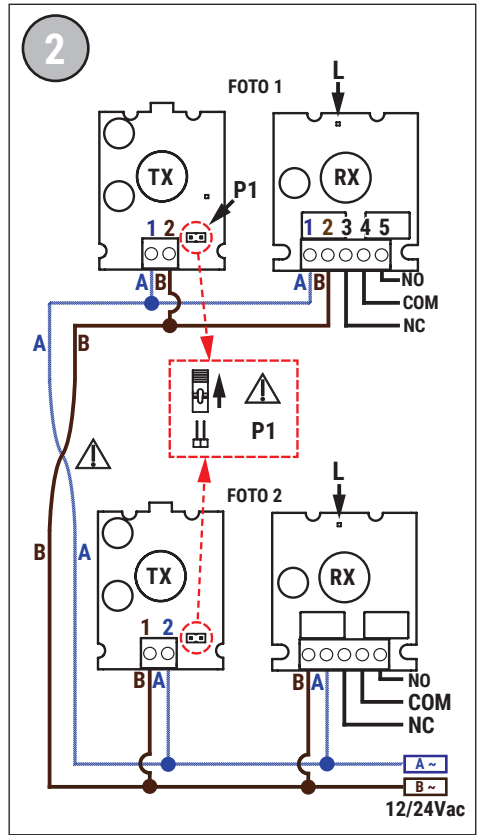 2
FOTO 1
L
TX
RX
P1
1 2
1 2 3 4 5
A B
A B
NO
COM
NC
A B
P1
FOTO 2
L
B A
TX
RX
1 2
B A
B A
NO
COM
NC
A ~
B ~
12/24Vac